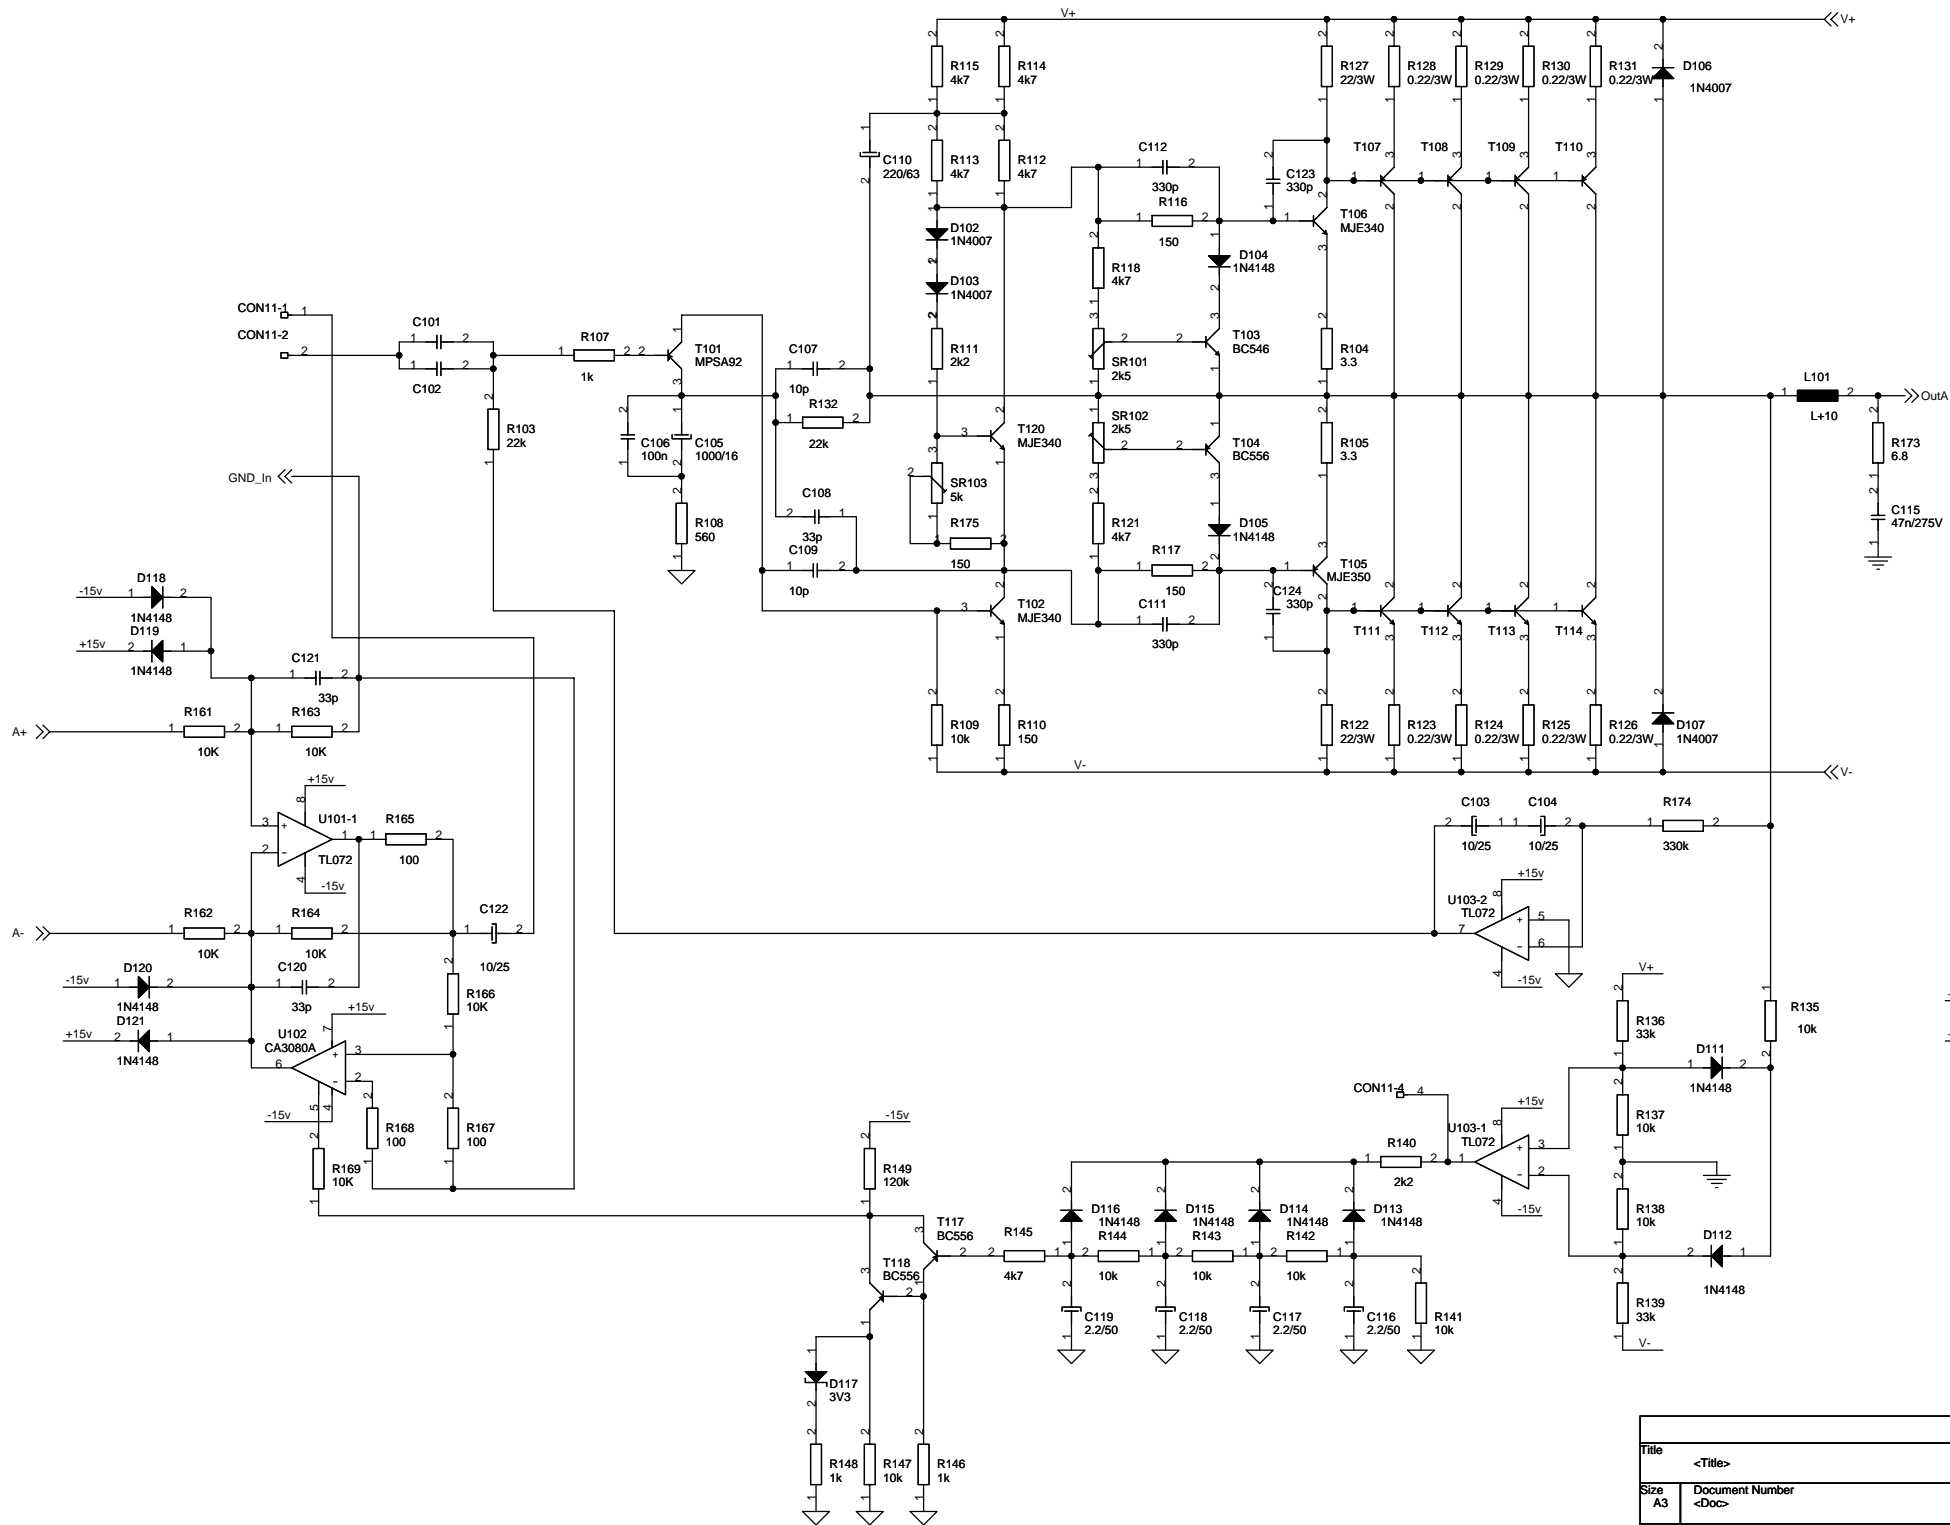 V+
V+
R115
4k7
R114
4k7
R127
22/3W
R128
0.22/3W
R129
0.22/3W
R130
0.22/3W
R131
0.22/3W
D106
1N4007
C110
220/63
R113
4k7
R112
4k7
C112
330p
R116
150
C123
330p
T107
T108
T109
T110
T106
MJE340
D102
1N4007
D103
1N4007
R118
4k7
D104
1N4148
CON11-1
CON11-2
C101
C102
R107
1k
T101
MPSA92
C107
10p
R132
22k
R111
2k2
SR101
2k5
T103
BC546
R104
3.3
L101
L+10
OutA
R103
22k
C106
100n
C105
1000/16
T120
MJE340
SR102
2k5
T104
BC556
R105
3.3
R173
6.8
GND_In
C108
33p
SR103
5k
R175
150
R121
4k7
D105
1N4148
C115
47n/275V
R108
560
C109
10p
R117
150
T105
MJE350
C124
330p
C111
330p
T102
MJE340
T111
T112
T113
T114
-15v
D118
1N4148
+15v
D119
1N4148
C121
33p
A+
R161
10K
R163
10K
R109
10k
R110
150
R122
22/3W
R123
0.22/3W
R124
0.22/3W
R125
0.22/3W
R126
0.22/3W
D107
1N4007
V-
V-
+15v
U101-1
TL072
-15v
R165
100
C103
10/25
C104
10/25
R174
330k
A-
R162
10K
R164
10K
C122
10/25
+15v
U103-2
TL072
-15v
-15v
D120
1N4148
+15v
D121
1N4148
C120
33p
R166
10K
+15v
U102
CA3080A
-15v
R168
100
R167
100
R169
10K
V+
R136
33k
R135
10k
D111
1N4148
CON11-4
+15v
U103-1
TL072
-15v
R137
10k
R138
10k
D112
1N4148
R139
33k
V-
-15v
R149
120k
R140
2k2
T117
BC556
T118
BC556
R145
4k7
D116
1N4148
D115
1N4148
D114
1N4148
D113
1N4148
R144
10k
R143
10k
R142
10k
C119
2.2/50
C118
2.2/50
C117
2.2/50
C116
2.2/50
R141
10k
D117
3V3
R148
1k
R147
10k
R146
1k
Title
<Title>
Size
A3
Document Number
<Doc>